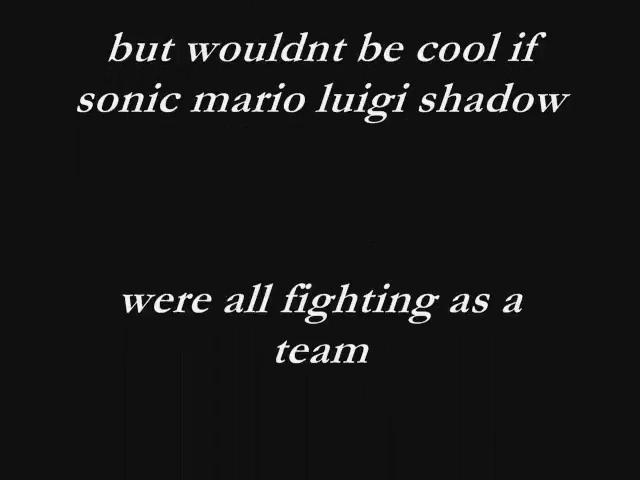 but wouldnt be cool if
sonic mario luigi shadow
were all fighting as a
team